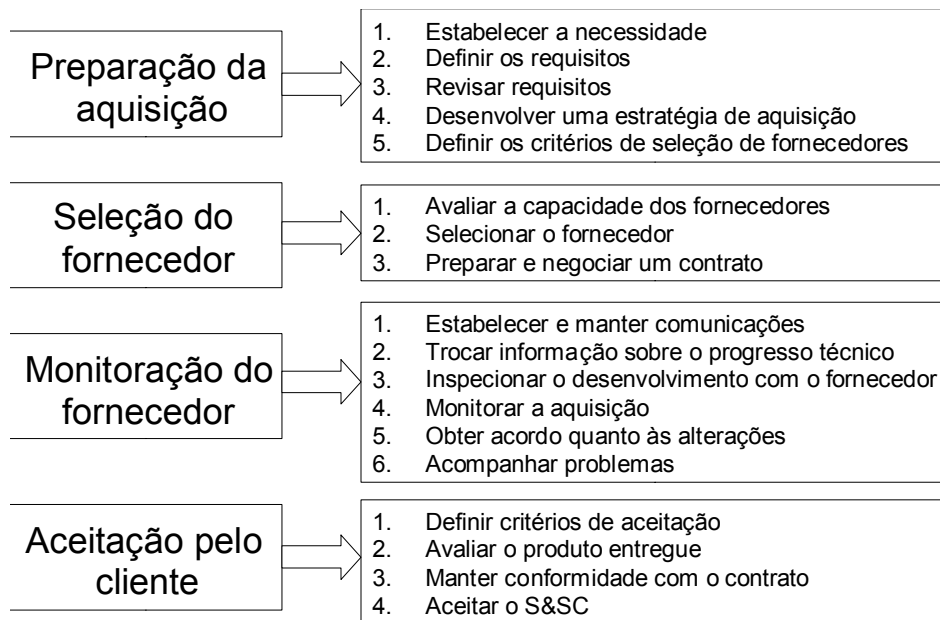 Preparação da
aquisição
1. Estabelecer a necessidade
2. Definir os requisitos
3. Revisar requisitos
4. Desenvolver uma estratégia de aquisição
5. Definir os critérios de seleção de fornecedores
Seleção do
fornecedor
1. Avaliar a capacidade dos fornecedores
2. Selecionar o fornecedor
3. Preparar e negociar um contrato
Monitoração do
fornecedor
1. Estabelecer e manter comunicações
2. Trocar informação sobre o progresso técnico
3. Inspecionar o desenvolvimento com o fornecedor
4. Monitorar a aquisição
5. Obter acordo quanto às alterações
6. Acompanhar problemas
Aceitação pelo
cliente
1. Definir critérios de aceitação
2. Avaliar o produto entregue
3. Manter conformidade com o contrato
4. Aceitar o S&SC